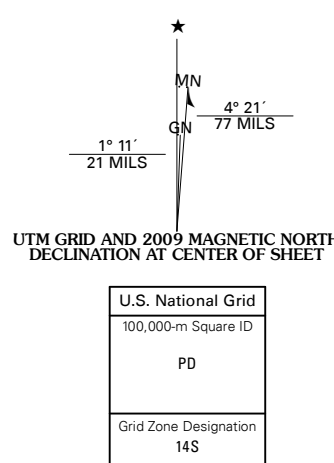 ★
MN
4° 21´
77 MILS
GN
1° 11´
21 MILS
UTM GRID AND 2009 MAGNETIC NORTH
DECLINATION AT CENTER OF SHEET
U.S. National Grid
100,000-m Square ID
PD
Grid Zone Designation
14S